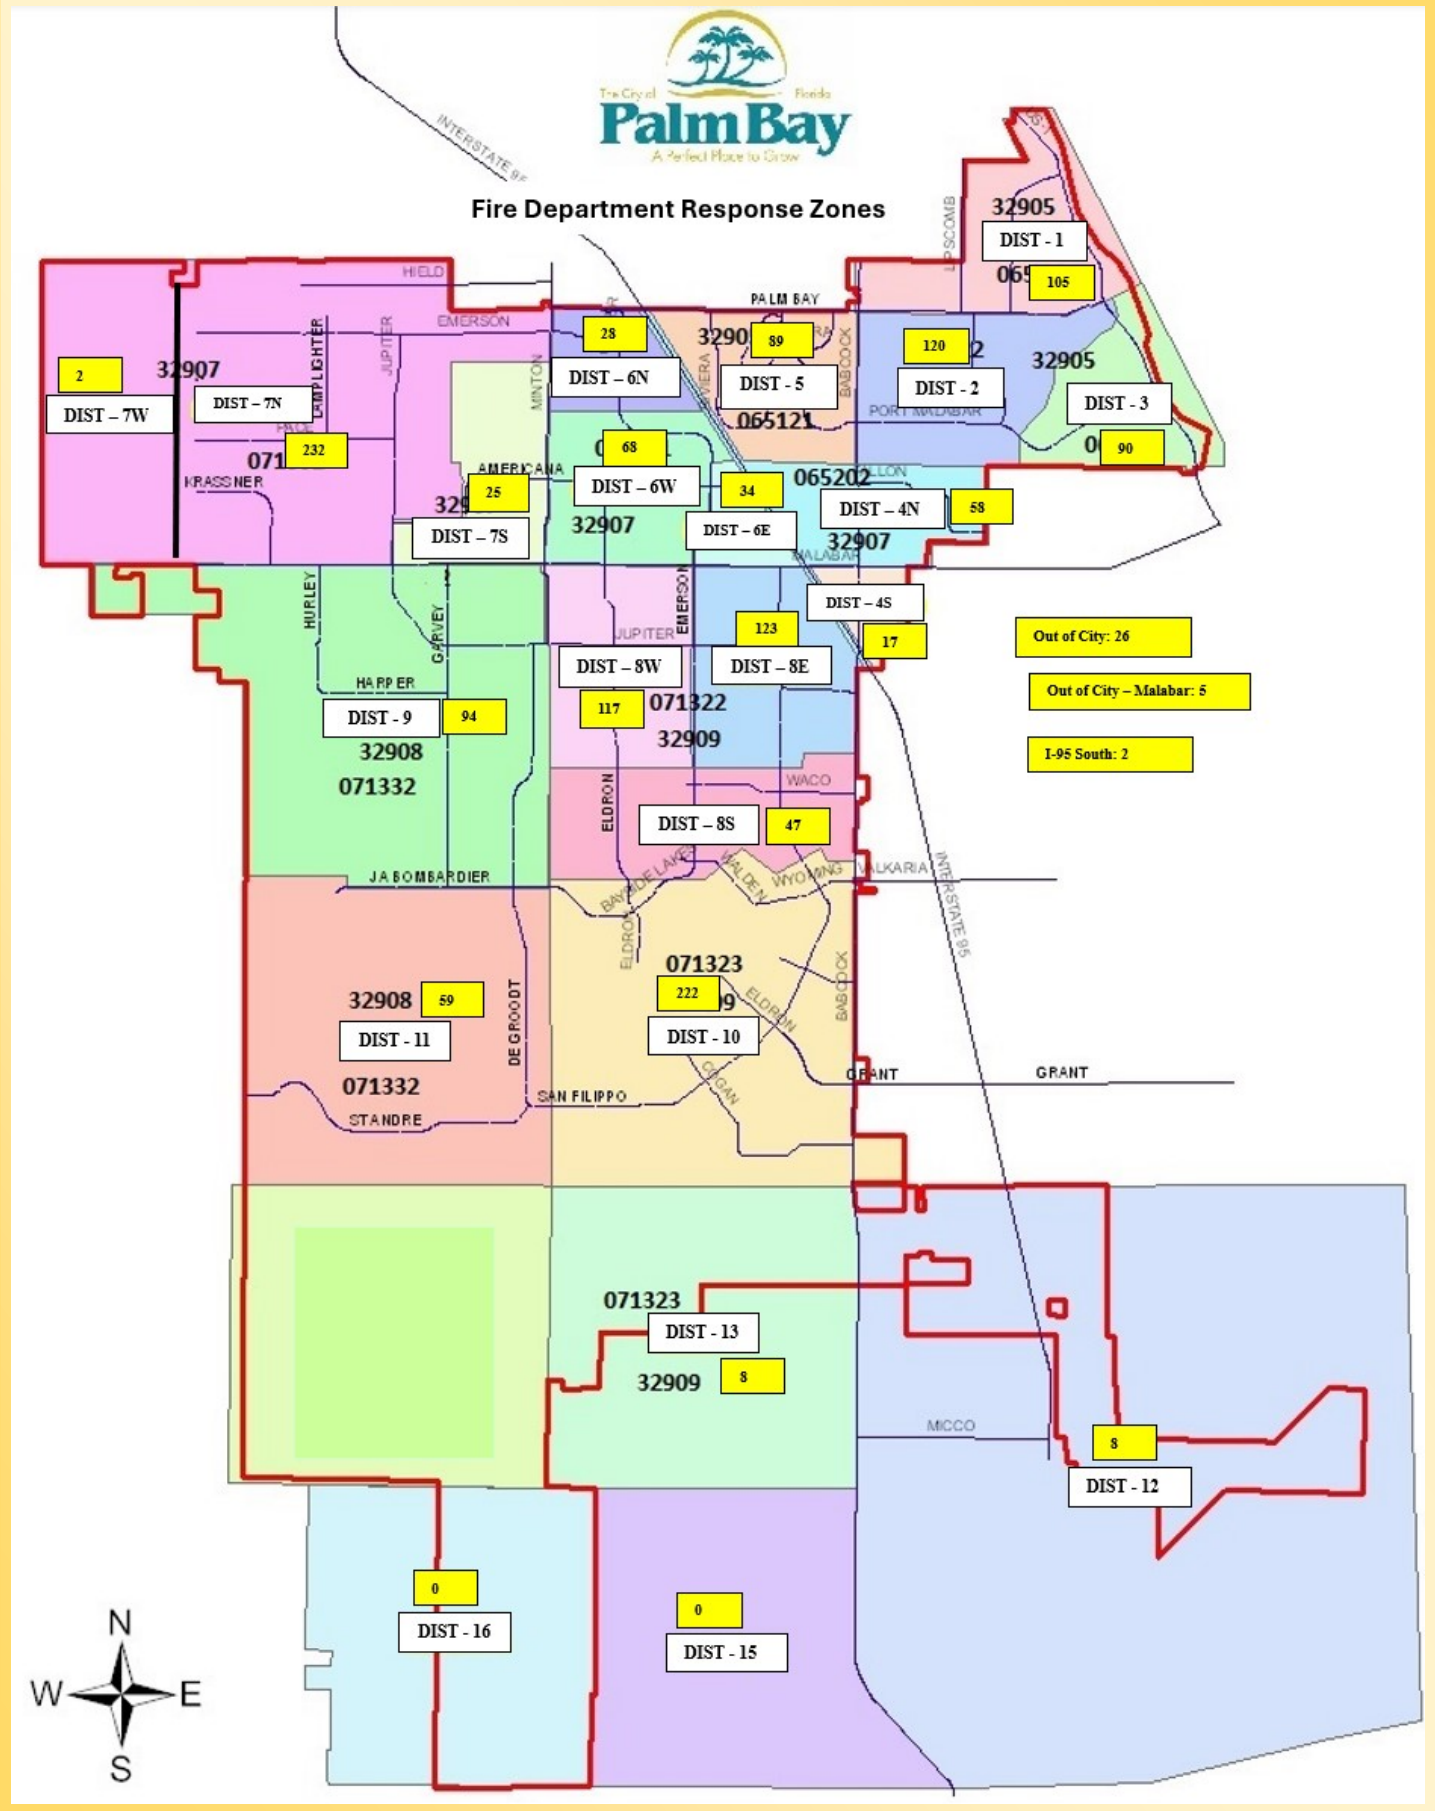 The City of Florida
Palm Bay
A Perfect Place to Grow
INTERSTATE 95
Fire Department Response Zones
US-1
LIPSCOMB
32905
DIST - 1
105
HIELD
PALM BAY
EMERSON
LAMPLIGHTER
JUPITER
MINTON
28
DIST – 6N
89
DIST - 5
065121
BABCOCK
120
DIST - 2
PORT MALABAR
32905
DIST - 3
90
2
32907
DIST – 7W
DIST – 7N
PACE
232
KRASSNER
AMERICANA
25
DIST – 7S
68
DIST – 6W
32907
34
DIST – 6E
065202
DIST – 4N
58
32907
MALABAR
DIST – 4S
17
HURLEY
GARVEY
JUPITER
EMERSON
123
DIST – 8W
DIST – 8E
117
071322
32909
HARPER
DIST - 9
94
32908
071332
Out of City: 26
Out of City – Malabar: 5
I-95 South: 2
ELDRON
WACO
DIST – 8S
47
JA BOMBARDIER
BAYSIDE LAKES
WALDEN
WYOMING
VALKARIA
INTERSTATE 95
ELDRON
071323
222
DIST - 10
ELDRON
BABCOCK
32908
59
DIST - 11
071332
DE GROODT
COGAN
GRANT
GRANT
SAN FILIPPO
ST ANDRE
071323
DIST - 13
32909
8
MICCO
8
DIST - 12
0
DIST - 16
0
DIST - 15
N
W E
S